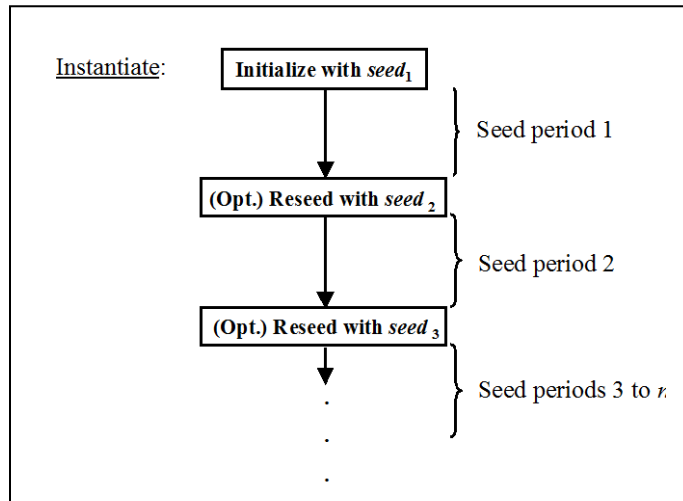 Instantiate: Initialize with seed₁
Seed period 1
(Opt.) Reseed with seed ₂
Seed period 2
(Opt.) Reseed with seed ₃
Seed periods 3 to n